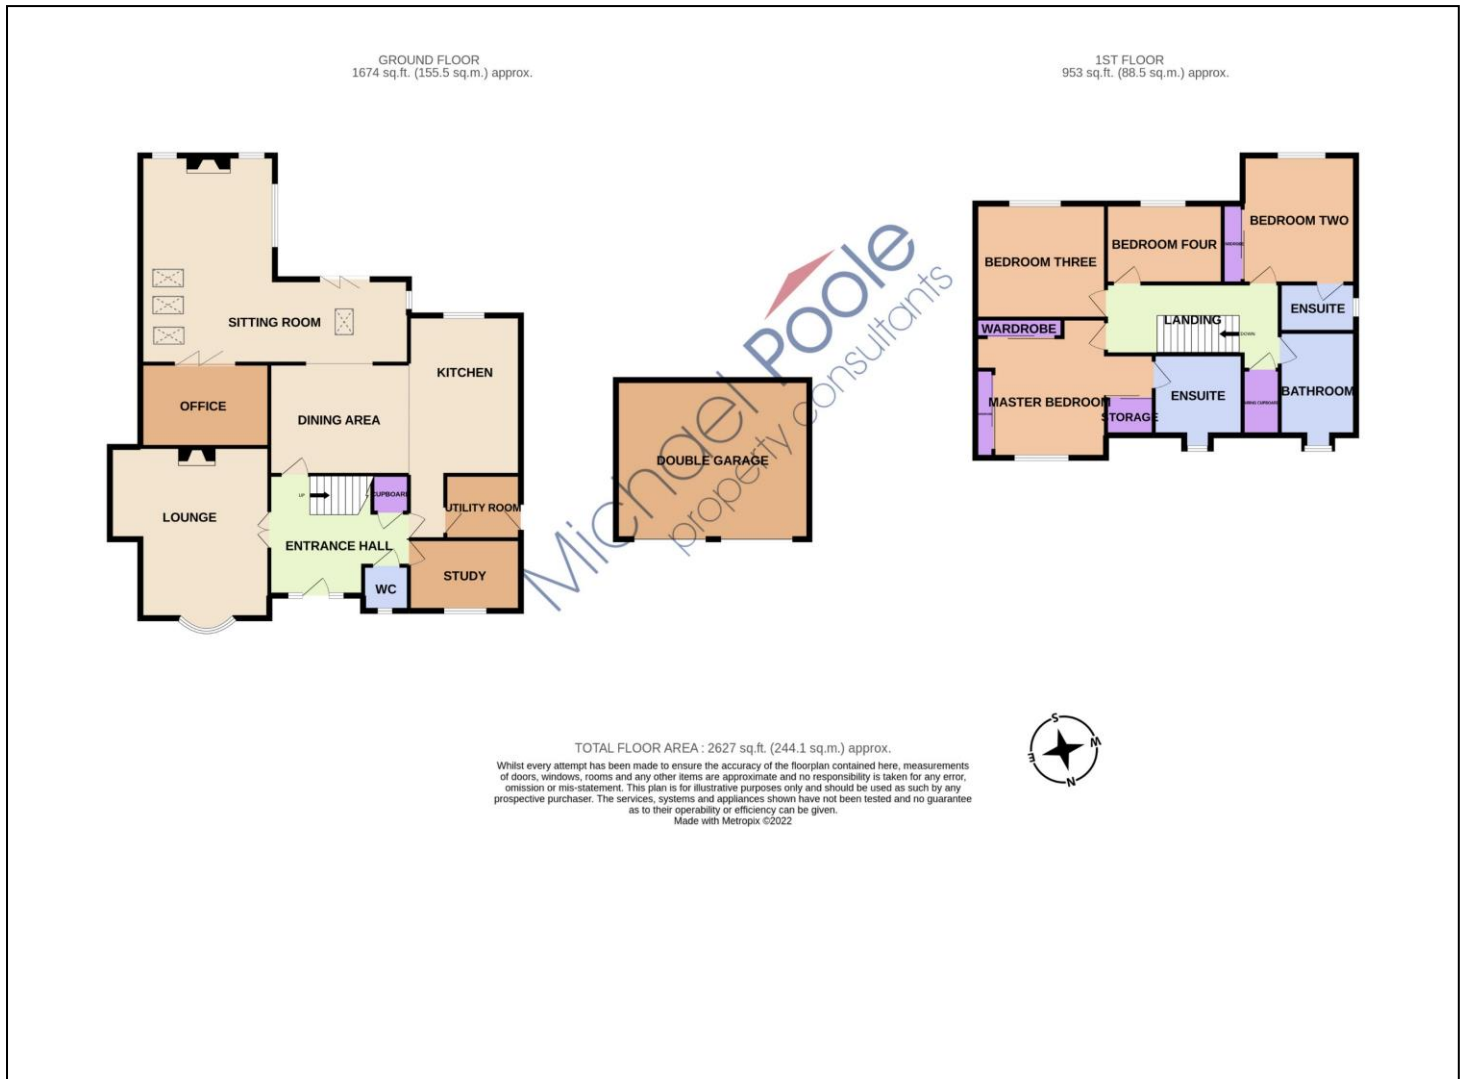 GROUND FLOOR
1674 sq.ft. (155.5 sq.m.) approx.
1ST FLOOR
953 sq.ft. (88.5 sq.m.) approx.
SITTING ROOM
KITCHEN
OFFICE
DINING AREA
LOUNGE
UP
CUPBOARD
UTILITY ROOM
ENTRANCE HALL
WC
STUDY
DOUBLE GARAGE
Michael Poole
property consultants
BEDROOM TWO
BEDROOM FOUR
BEDROOM THREE
ENSUITE
LANDING
DOWN
WARDROBE
MASTER BEDROOM
STORAGE
ENSUITE
BATHROOM
S
W
E
N
TOTAL FLOOR AREA : 2627 sq.ft. (244.1 sq.m.) approx.
Whilst every attempt has been made to ensure the accuracy of the floorplan contained here, measurements
of doors, windows, rooms and any other items are approximate and no responsibility is taken for any error,
omission or mis-statement. This plan is for illustrative purposes only and should be used as such by any
prospective purchaser. The services, systems and appliances shown have not been tested and no guarantee
as to their operability or efficiency can be given.
Made with Metropix ©2022